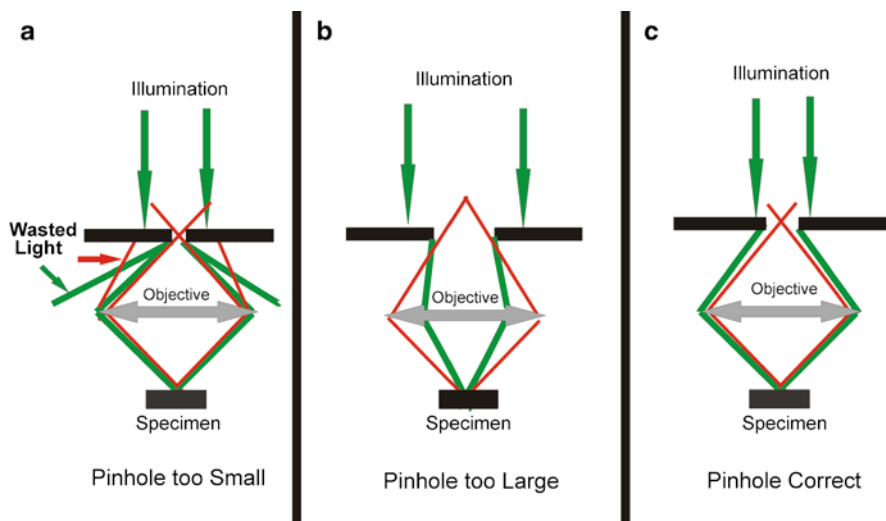 a
Illumination
Wasted
Light
Objective
Specimen
Pinhole too Small
b
Illumination
Objective
Specimen
Pinhole too Large
c
Illumination
Objective
Specimen
Pinhole Correct